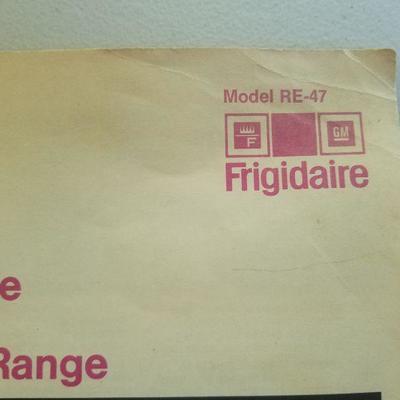 Model RE-47
F GM
Frigidaire
e
Range